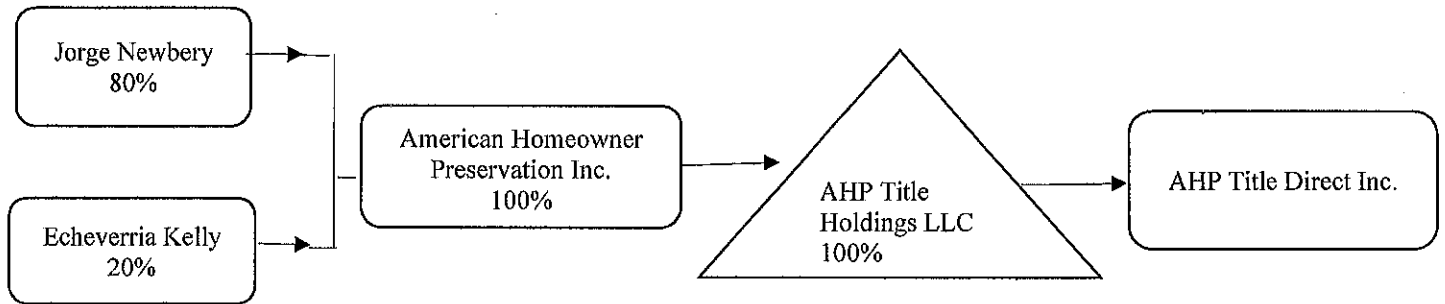 Jorge Newbery
80%
Echeverria Kelly
20%
American Homeowner
Preservation Inc.
100%
AHP Title
Holdings LLC
100%
AHP Title Direct Inc.